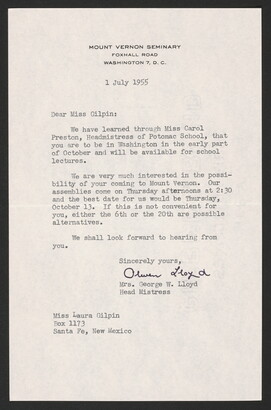 MOUNT VERNON SEMINARY
FOXHALL ROAD
WASHINGTON 7, D. C.
1 July 1955
Dear Miss Gilpin:
We have learned through Miss Carol
Preston, Headmistress of Potomac School, that
you are to be in Washington in the early part
of October and will be available for school
lectures.
We are very much interested in the possi-
bility of your coming to Mount Vernon. Our
assemblies come on Thursday afternoons at 2:30
and the best date for us would be Thursday,
October 13. If this is not convenient for
you, either the 6th or the 20th are possible
alternatives.
We shall look forward to hearing from
you.
Sincerely yours,
Olwen Lloyd
Mrs. George W. Lloyd
Head Mistress
Miss Laura Gilpin
Box 1173
Santa Fe, New Mexico